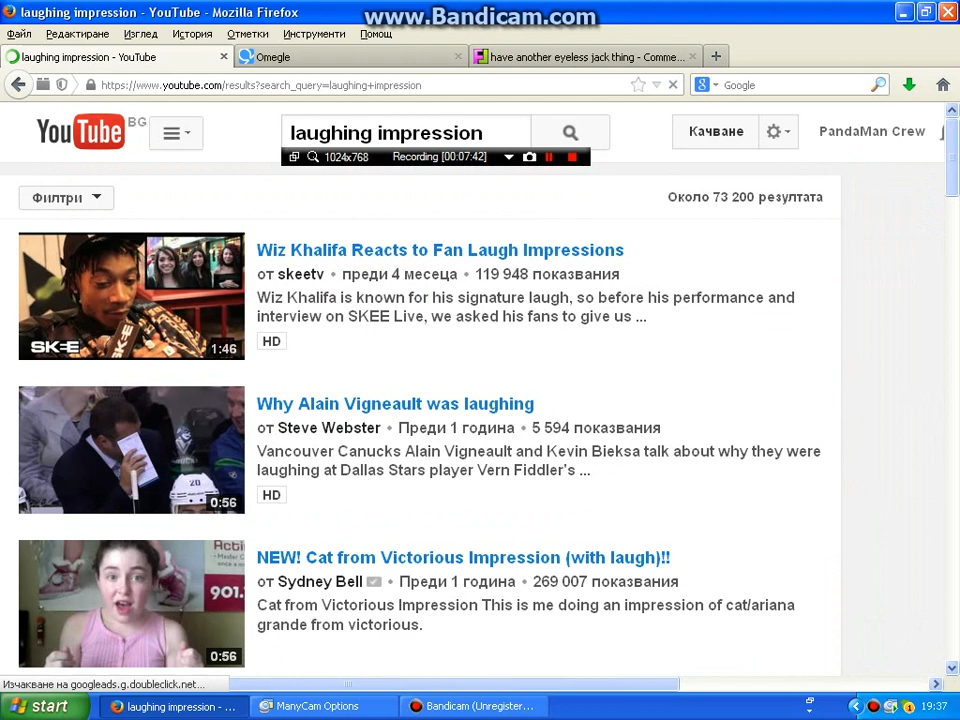 laughing impression - YouTube - Mozilla Firefox
www.Bandicam.com
Файл Редактиране Изглед История Отметки Инструменти Помощ
laughing impression - YouTube
Omegle
have another eyeless jack thing - Comme...
https://www.youtube.com/results?search_query=laughing+impression
Google
YouTube BG
laughing impression
Качване
PandaMan Crew
1024x768 Recording [00:07:42]
Филтри
Около 73 200 резултата
Wiz Khalifa Reacts to Fan Laugh Impressions
от skeetv • преди 4 месеца • 119 948 показвания
Wiz Khalifa is known for his signature laugh, so before his performance and
interview on SKEE Live, we asked his fans to give us ...
HD
SKEE
1:46
Why Alain Vigneault was laughing
от Steve Webster • Преди 1 година • 5 594 показвания
Vancouver Canucks Alain Vigneault and Kevin Bieksa talk about why they were
laughing at Dallas Stars player Vern Fiddler's ...
HD
20
0:56
NEW! Cat from Victorious Impression (with laugh)!!
от Sydney Bell • Преди 1 година • 269 007 показвания
Cat from Victorious Impression This is me doing an impression of cat/ariana
grande from victorious.
901.
0:56
Изчакване на googleads.g.doubleclick.net...
start
laughing impression - ...
ManyCam Options
Bandicam (Unregister...
19:37